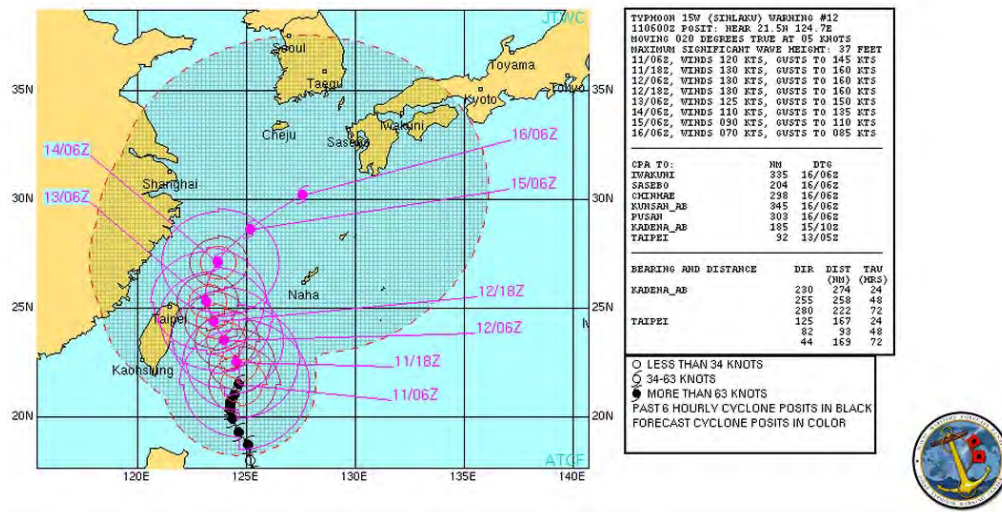 JTWC
Seoul
Taegu
Toyama
Kyoto
Tokyo
Iwakuni
Cheju
Shanghai
Naha
Taipei
Kaohsiung
35N
30N
25N
20N
120E
125E
130E
135E
140E
14/06Z
13/06Z
16/06Z
15/06Z
12/18Z
12/06Z
11/18Z
11/06Z
ATCF
TYPHOON 15W (SINLAKU) WARNING #12
110600Z POSIT: NEAR 21.5N 124.7E
MOVING 020 DEGREES TRUE AT 05 KNOTS
MAXIMUM SIGNIFICANT WAVE HEIGHT: 37 FEET
11/06Z, WINDS 120 KTS, GUSTS TO 145 KTS
11/18Z, WINDS 130 KTS, GUSTS TO 160 KTS
12/06Z, WINDS 130 KTS, GUSTS TO 160 KTS
12/18Z, WINDS 130 KTS, GUSTS TO 160 KTS
13/06Z, WINDS 125 KTS, GUSTS TO 150 KTS
14/06Z, WINDS 110 KTS, GUSTS TO 135 KTS
15/06Z, WINDS 090 KTS, GUSTS TO 110 KTS
16/06Z, WINDS 070 KTS, GUSTS TO 085 KTS
CPA TO: NM DTG
IWAKUNI 335 16/06Z
SASEBO 204 16/06Z
CHINHAE 298 16/06Z
KUNSAN_AB 345 16/06Z
PUSAN 303 16/06Z
KADENA_AB 185 15/10Z
TAIPEI 92 13/05Z
BEARING AND DISTANCE DIR DIST TAU
(NM) (HRS)
KADENA_AB 230 274 24
255 258 48
280 222 72
TAIPEI 125 167 24
82 93 48
44 169 72
LESS THAN 34 KNOTS
34-63 KNOTS
MORE THAN 63 KNOTS
PAST 6 HOURLY CYCLONE POSITS IN BLACK
FORECAST CYCLONE POSITS IN COLOR